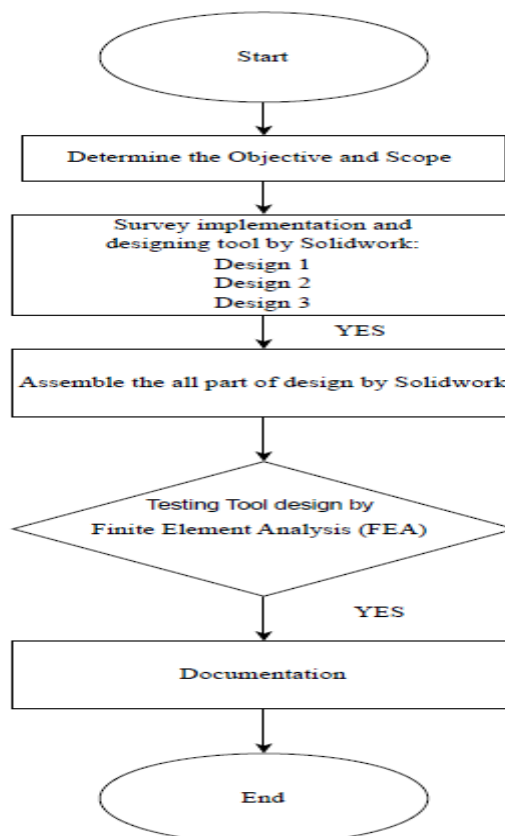 Start
Determine the Objective and Scope
Survey implementation and
designing tool by Solidwork:
Design 1
Design 2
Design 3
YES
Assemble the all part of design by Solidwork
Testing Tool design by
Finite Element Analysis (FEA)
YES
Documentation
End